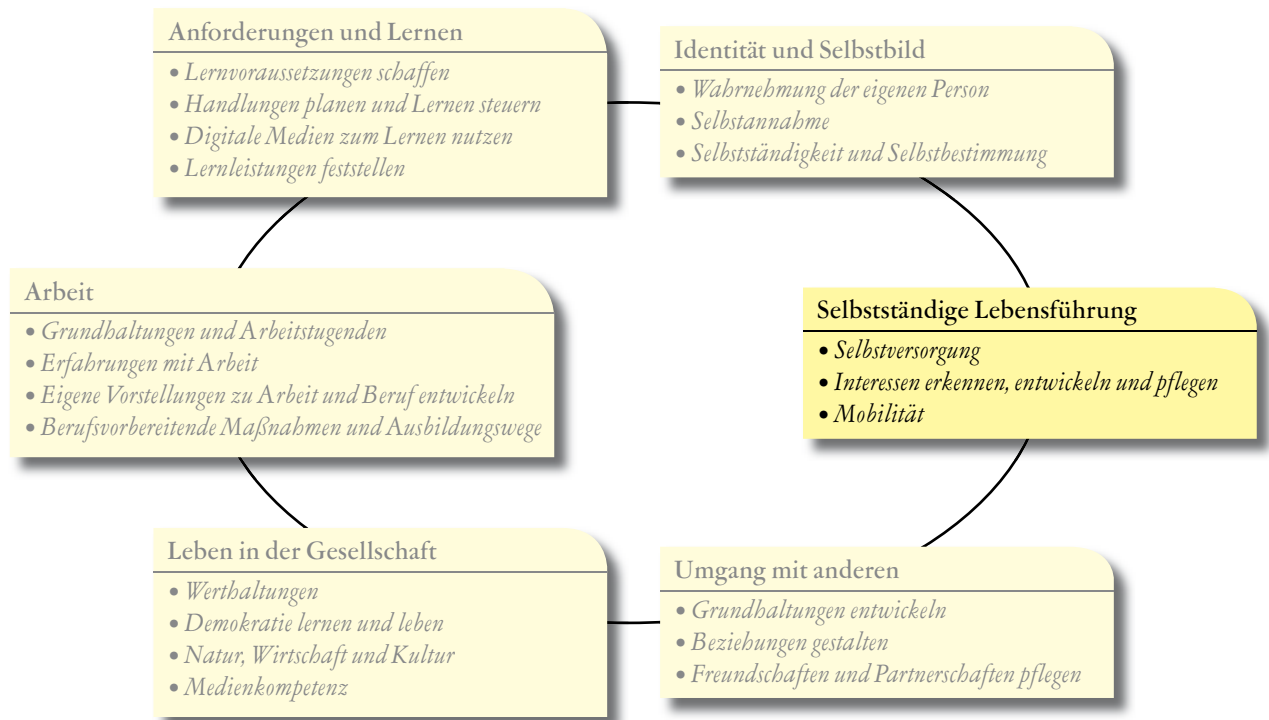 Anforderungen und Lernen
• Lernvoraussetzungen schaffen
• Handlungen planen und Lernen steuern
• Digitale Medien zum Lernen nutzen
• Lernleistungen feststellen
Identität und Selbstbild
• Wahrnehmung der eigenen Person
• Selbstannahme
• Selbstständigkeit und Selbstbestimmung
Arbeit
• Grundhaltungen und Arbeitstugenden
• Erfahrungen mit Arbeit
• Eigene Vorstellungen zu Arbeit und Beruf entwickeln
• Berufsvorbereitende Maßnahmen und Ausbildungswege
Selbstständige Lebensführung
• Selbstversorgung
• Interessen erkennen, entwickeln und pflegen
• Mobilität
Leben in der Gesellschaft
• Werthaltungen
• Demokratie lernen und leben
• Natur, Wirtschaft und Kultur
• Medienkompetenz
Umgang mit anderen
• Grundhaltungen entwickeln
• Beziehungen gestalten
• Freundschaften und Partnerschaften pflegen